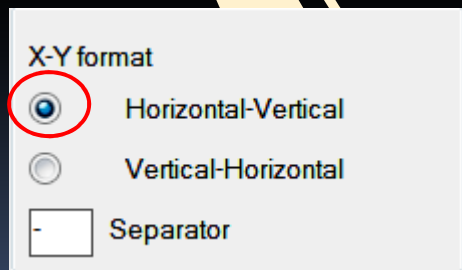 X-Y format
Horizontal-Vertical
Vertical-Horizontal
- Separator